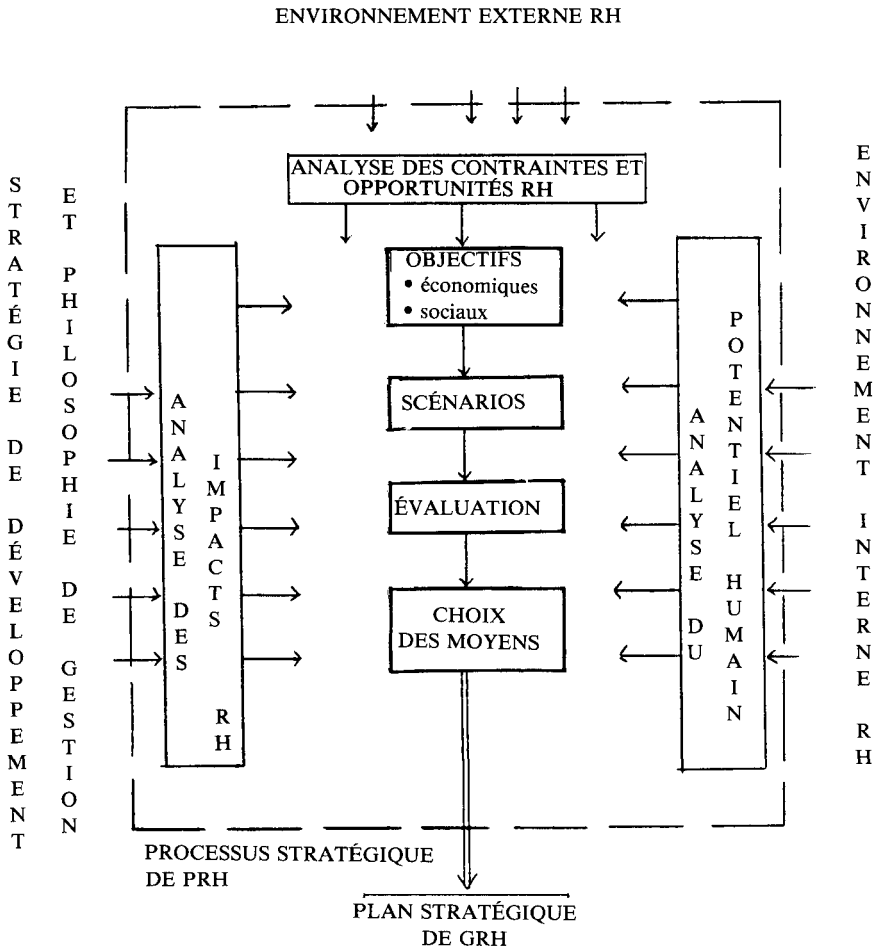 ENVIRONNEMENT EXTERNE RH
ANALYSE DES CONTRAINTES ET
OPPORTUNITÉS RH
STRATÉGIE DE DÉVELOPPEMENT
ET PHILOSOPHIE DE GESTION
ANALYSE DES
IMPACTS RH
OBJECTIFS
• économiques
• sociaux
SCÉNARIOS
ÉVALUATION
CHOIX
DES MOYENS
ANALYSE DU
POTENTIEL HUMAIN
ENVIRONNEMENT INTERNE RH
PROCESSUS STRATÉGIQUE
DE PRH
PLAN STRATÉGIQUE
DE GRH